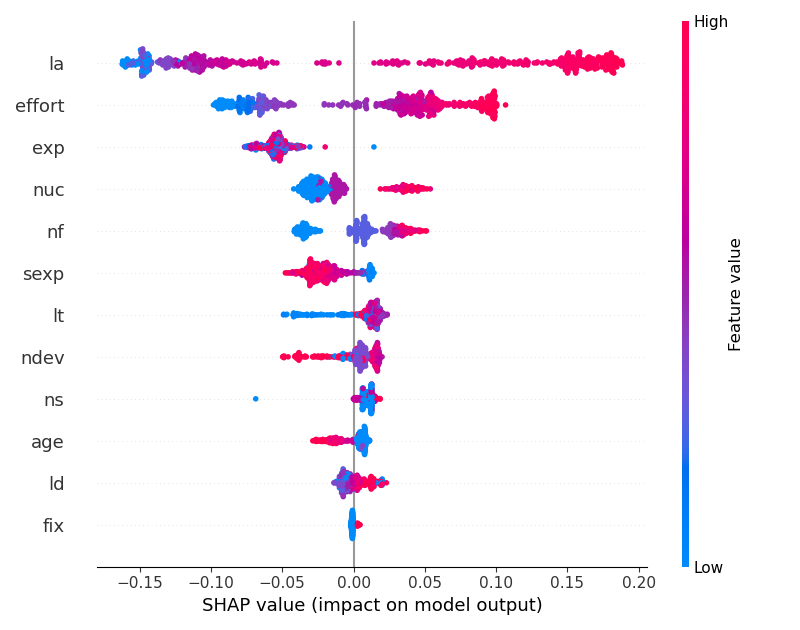 High
la
effort
exp
nuc
nf
sexp
lt
ndev
ns
age
ld
fix
Feature value
Low
−0.15 −0.10 −0.05 0.00 0.05 0.10 0.15 0.20
SHAP value (impact on model output)